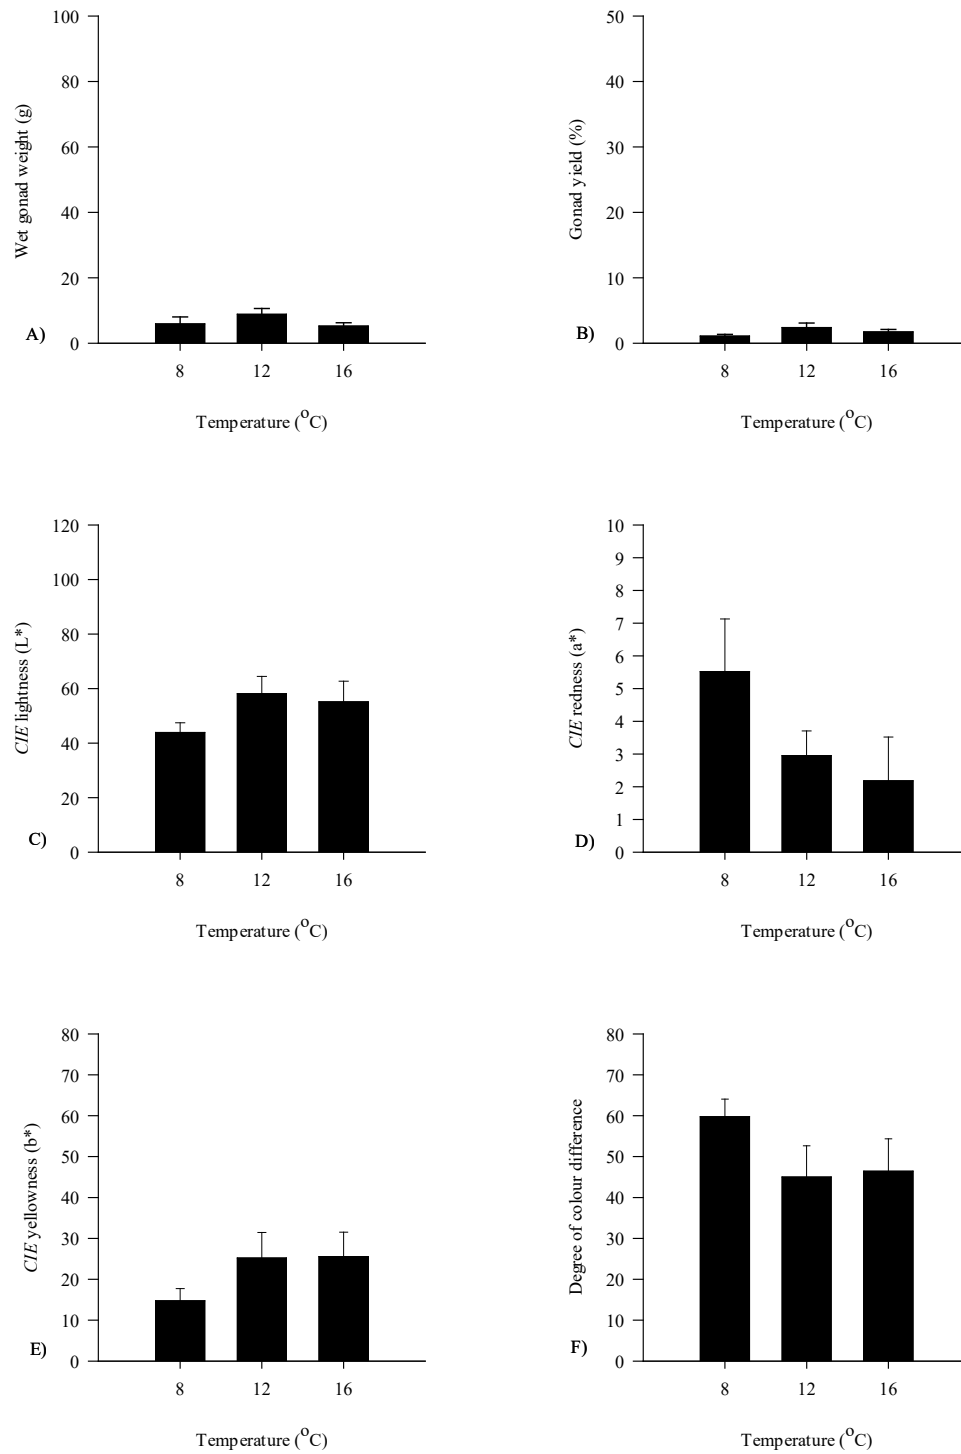 100
80
60
40
20
0
Wet gonad weight (g)
A)
8 12 16
Temperature (°C)
50
40
30
20
10
0
Gonad yield (%)
B)
8 12 16
Temperature (°C)
120
100
80
60
40
20
0
CIE lightness (L*)
C)
8 12 16
Temperature (°C)
10
9
8
7
6
5
4
3
2
1
0
CIE redness (a*)
D)
8 12 16
Temperature (°C)
80
70
60
50
40
30
20
10
0
CIE yellowness (b*)
E)
8 12 16
Temperature (°C)
80
70
60
50
40
30
20
10
0
Degree of colour difference
F)
8 12 16
Temperature (°C)